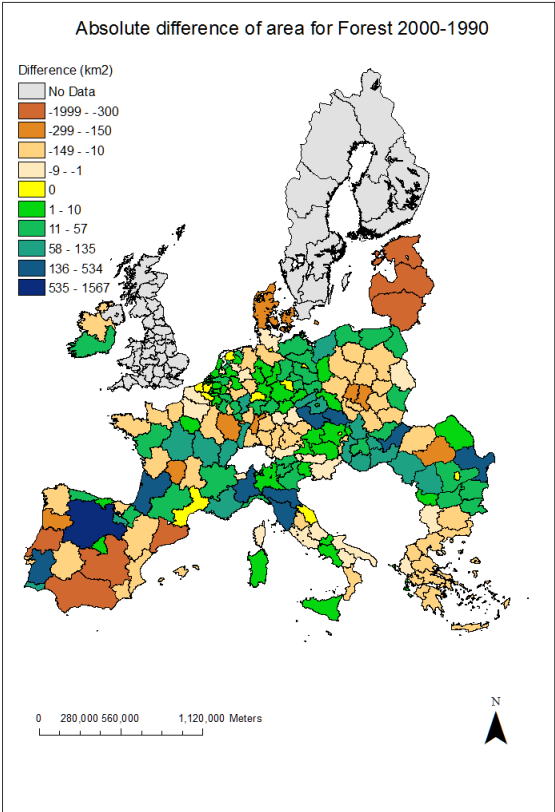 Absolute difference of area for Forest 2000-1990
Difference (km2)
No Data
-1999 - -300
-299 - -150
-149 - -10
-9 - -1
0
1 - 10
11 - 57
58 - 135
136 - 534
535 - 1567
0 280,000 560,000 1,120,000 Meters
N